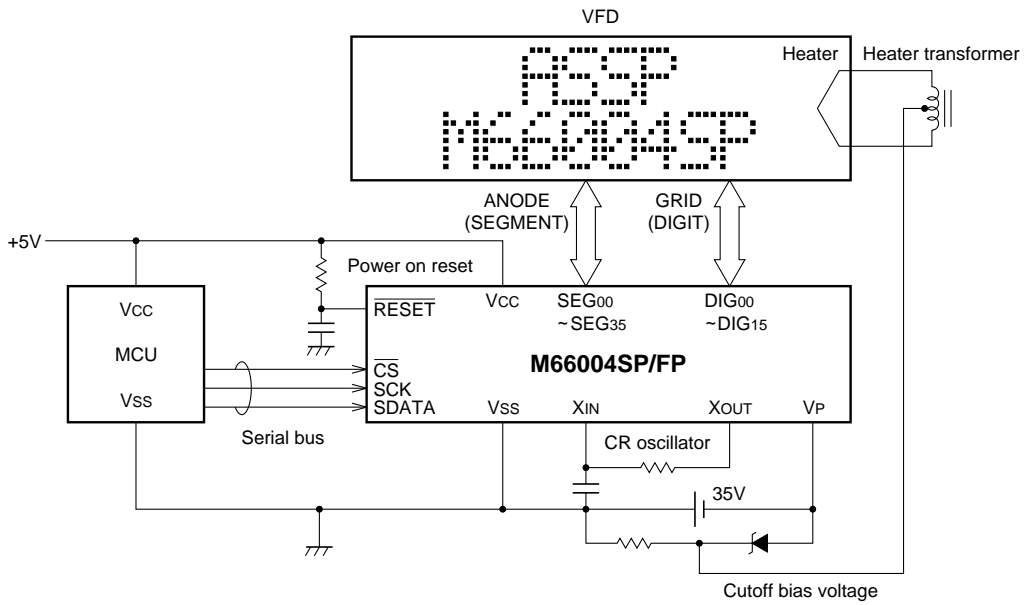 VFD
ASSP
M66004SP
Heater
Heater transformer
ANODE
(SEGMENT)
GRID
(DIGIT)
+5V
Power on reset
VCC
MCU
VSS
RESET
VCC
SEG00
~SEG35
DIG00
~DIG15
M66004SP/FP
CS
SCK
SDATA
VSS
XIN
XOUT
VP
Serial bus
CR oscillator
35V
Cutoff bias voltage